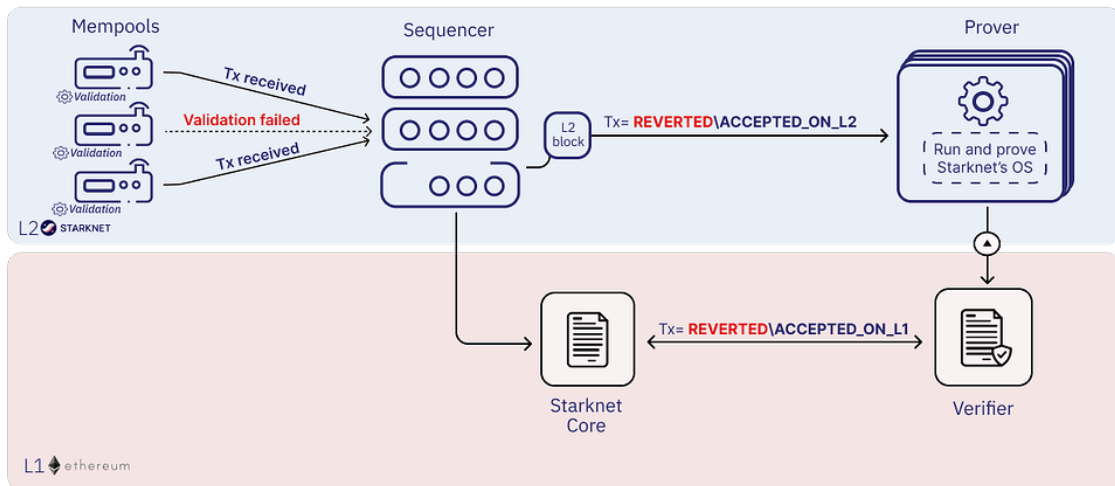 Mempools
Sequencer
Prover
Tx received
Validation
Validation failed
Validation
Tx received
Validation
L2
block
Tx= REVERTED\ACCEPTED_ON_L2
Run and prove
Starknet's OS
L2 STARKNET
Tx= REVERTED\ACCEPTED_ON_L1
Starknet
Core
Verifier
L1 ethereum